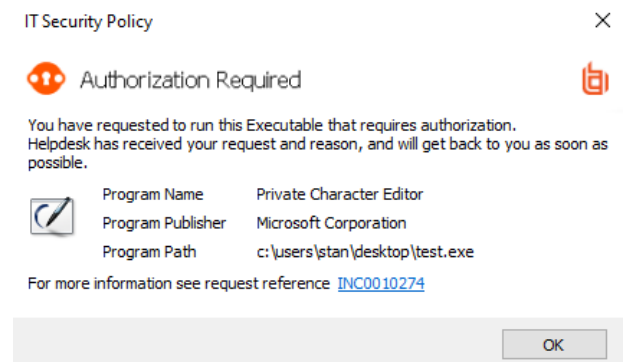 IT Security Policy
Authorization Required
You have requested to run this Executable that requires authorization.
Helpdesk has received your request and reason, and will get back to you as soon as
possible.
Program Name Private Character Editor
Program Publisher Microsoft Corporation
Program Path c:\users\stan\desktop\test.exe
For more information see request reference INC0010274
OK